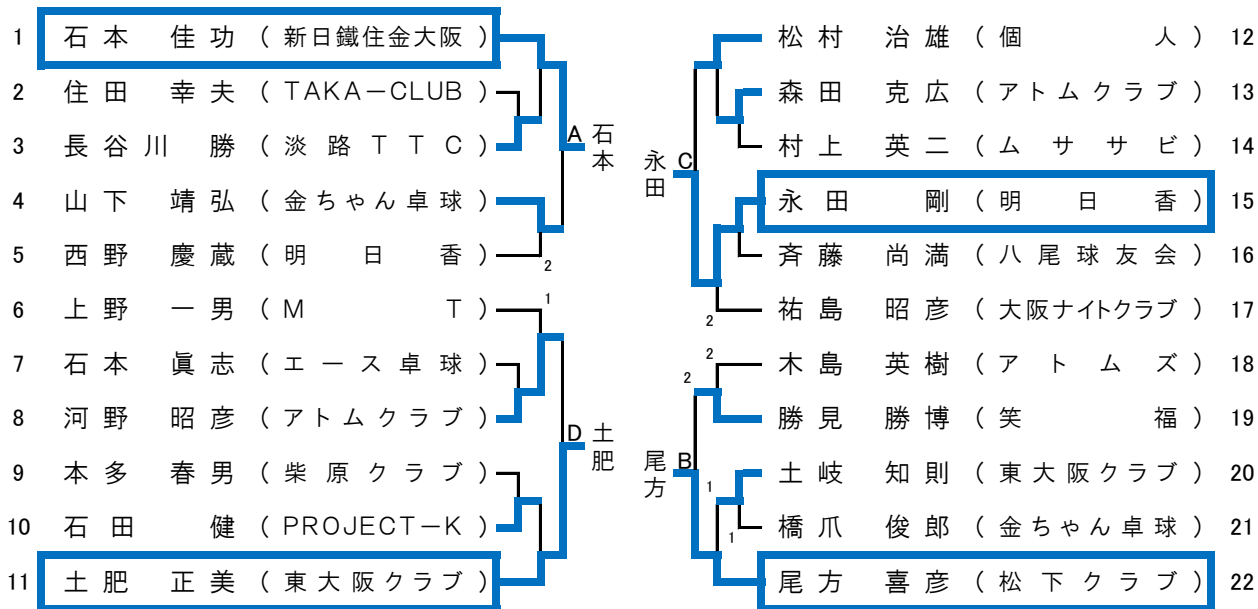 1 石本 佳功 (新日鐵住金大阪)
2 住田 幸夫 (TAKA-CLUB)
3 長谷川 勝 (淡路TTC)
A 石本
4 山下 靖弘 (金ちゃん卓球)
5 西野 慶蔵 (明日香)
2
6 上野 一男 (MT)
1
7 石本 眞志 (エース卓球)
8 河野 昭彦 (アトムクラブ)
D 土肥
9 本多 春男 (柴原クラブ)
10 石田 健 (PROJECT-K)
11 土肥 正美 (東大阪クラブ)
松村 治雄 (個人) 12
森田 克広 (アトムクラブ) 13
村上 英二 (ムササビ) 14
永田 C
永田 剛 (明日香) 15
斉藤 尚満 (八尾球友会) 16
祐島 昭彦 (大阪ナイトクラブ) 17
2
木島 英樹 (アトムズ) 18
2
2
勝見 勝博 (笑福) 19
尾方 B
土岐 知則 (東大阪クラブ) 20
1
橋爪 俊郎 (金ちゃん卓球) 21
1
尾方 喜彦 (松下クラブ) 22